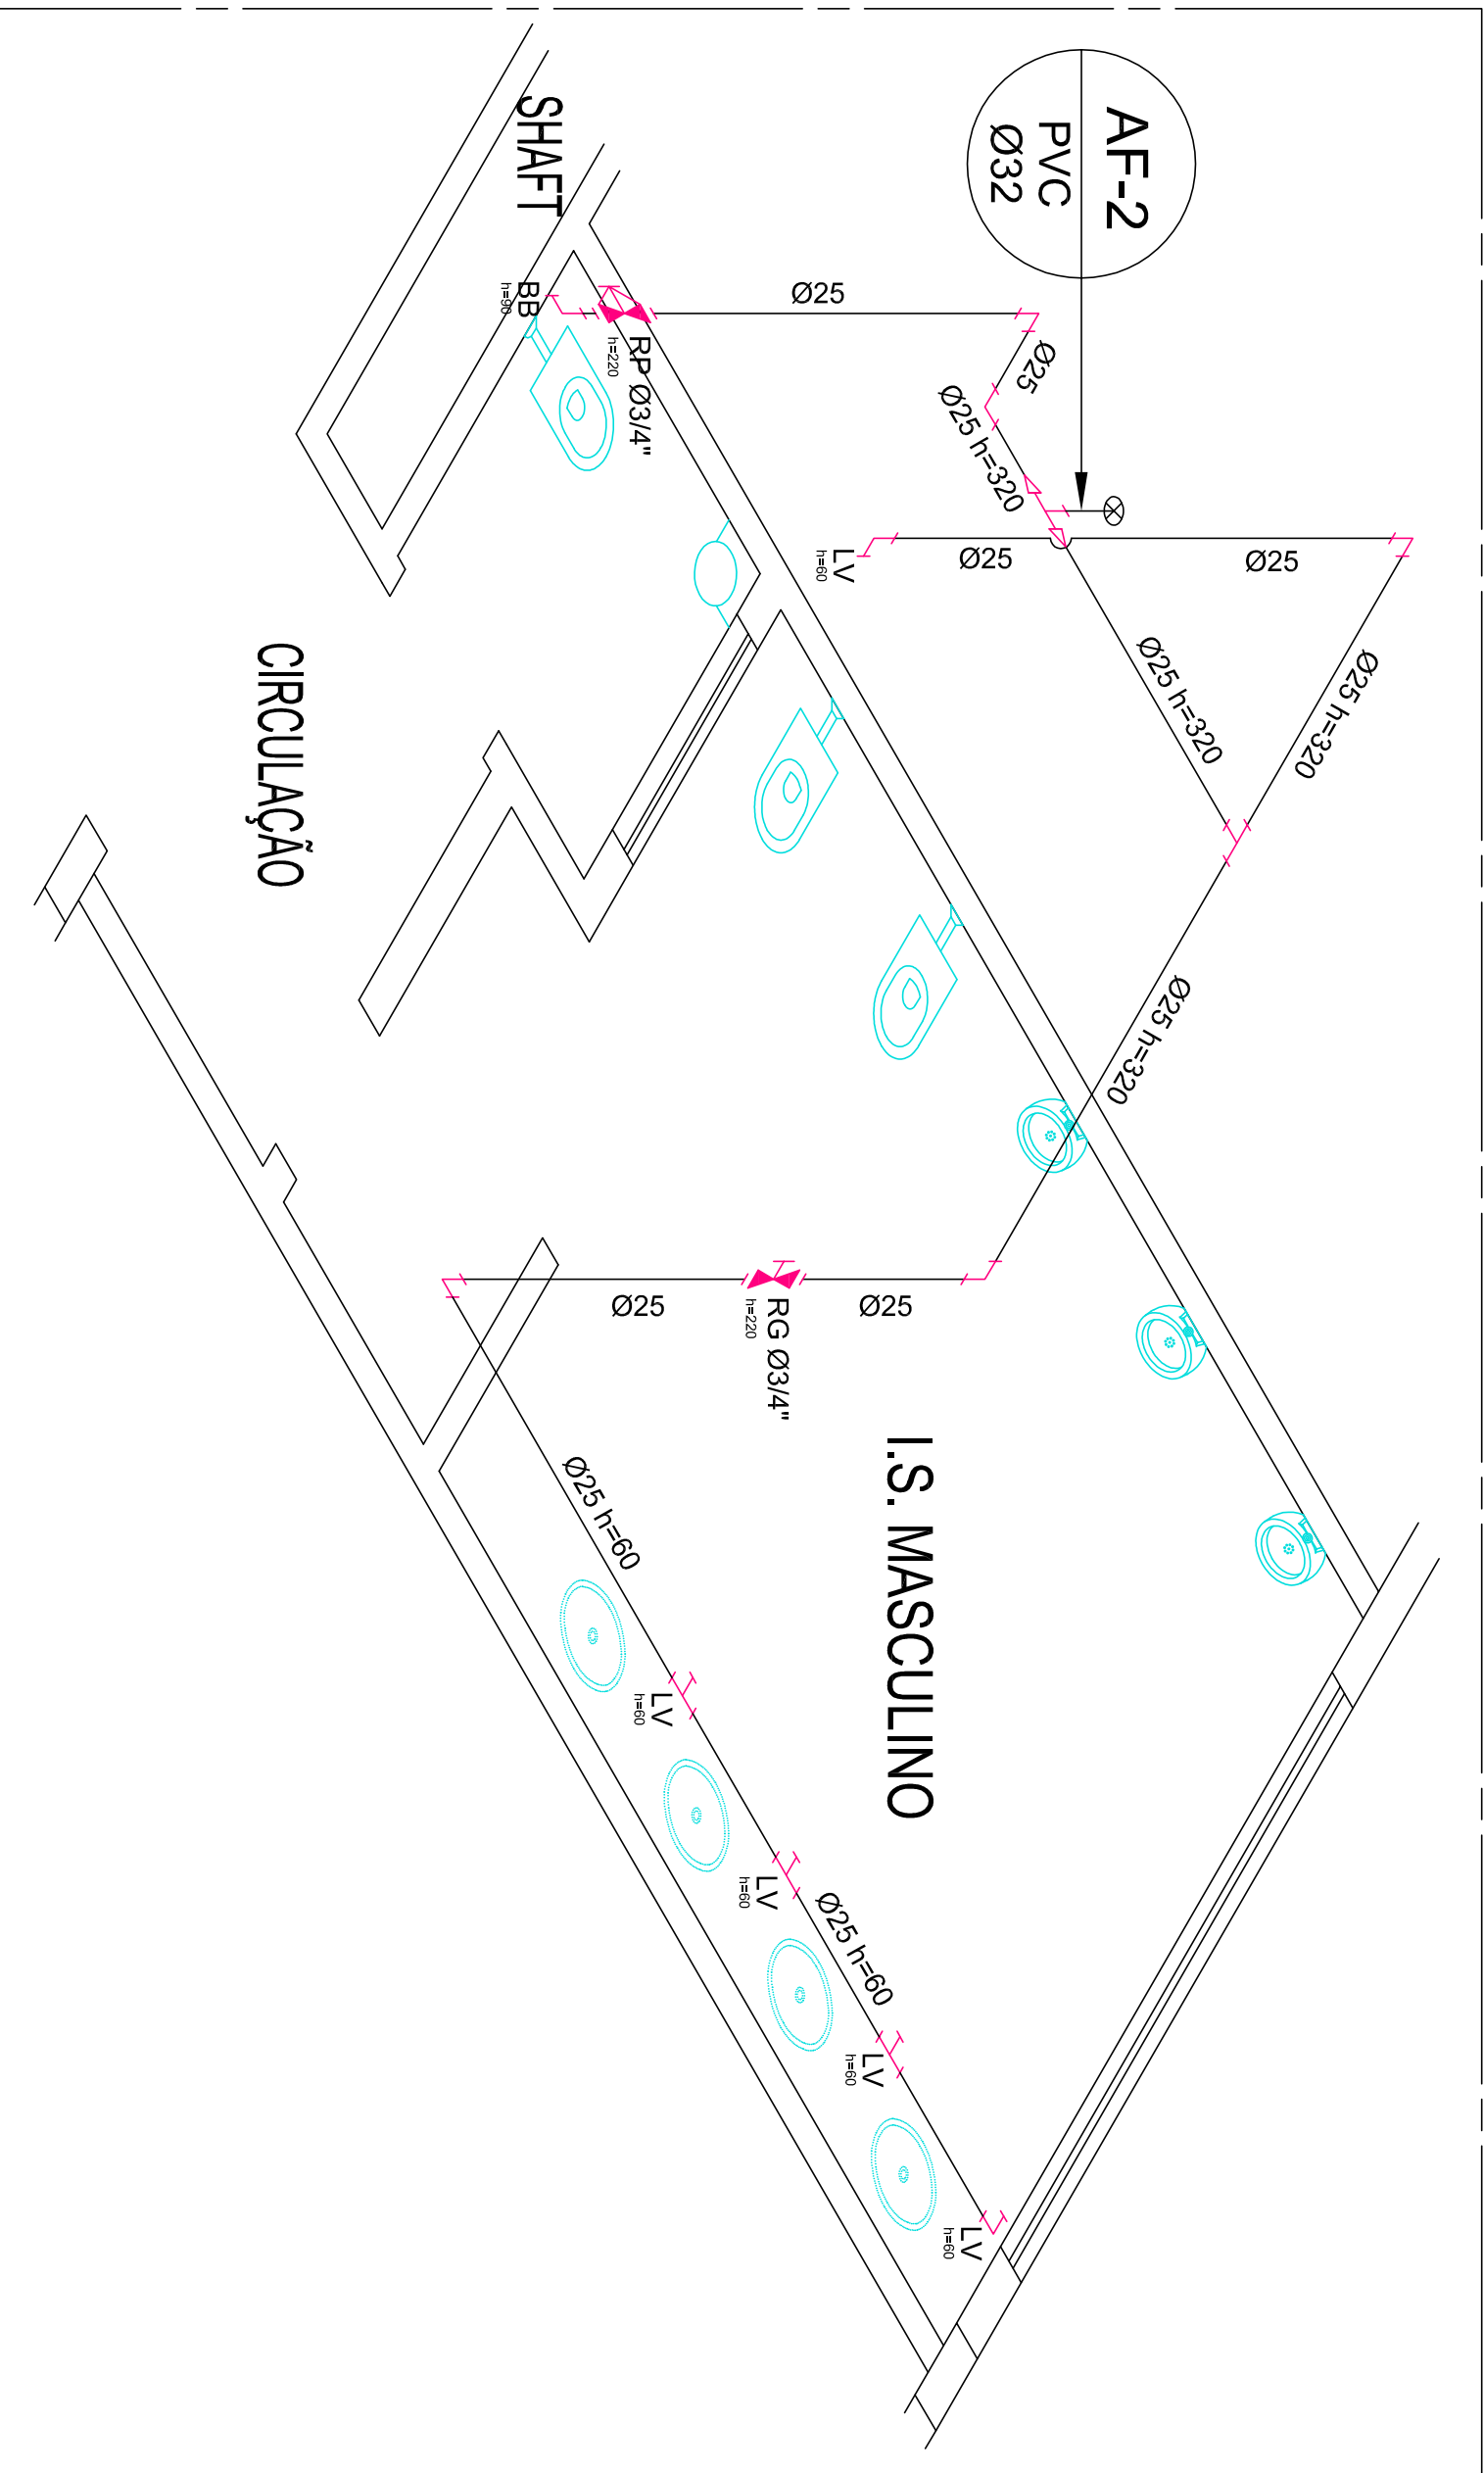 AF-2
PVC
Ø32
SHAFT
BB
h=90
RP Ø3/4"
h=220
Ø25
Ø25
Ø25 h=320
LV
h=60
Ø25
Ø25
Ø25 h=320
Ø25 h=320
Ø25 h=320
CIRCULAÇÃO
Ø25
RG Ø3/4"
h=220
Ø25
I.S. MASCULINO
Ø25 h=60
LV
h=60
LV
h=60
Ø25 h=60
LV
h=60
LV
h=60